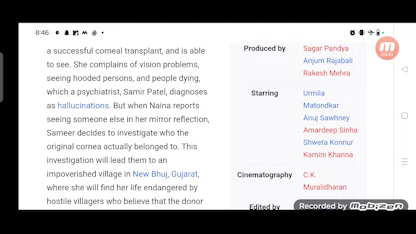 8:46
a successful corneal transplant, and is able
to see. She complains of vision problems,
seeing hooded persons, and people dying,
which a psychiatrist, Samir Patel, diagnoses
as hallucinations. But when Naina reports
seeing someone else in her mirror reflection,
Sameer decides to investigate who the
original cornea actually belonged to. This
investigation will lead them to an
impoverished village in New Bhuj, Gujarat,
where she will find her life endangered by
hostile villagers who believe that the donor
Produced by
Sagar Pandya
Anjum Rajabali
Rakesh Mehra
Starring
Urmila
Matondkar
Anuj Sawhney
Amardeep Sinha
Shweta Konnur
Kamini Khanna
Cinematography
C.K.
Muralidharan
Edited by
Recorded by Mobizen